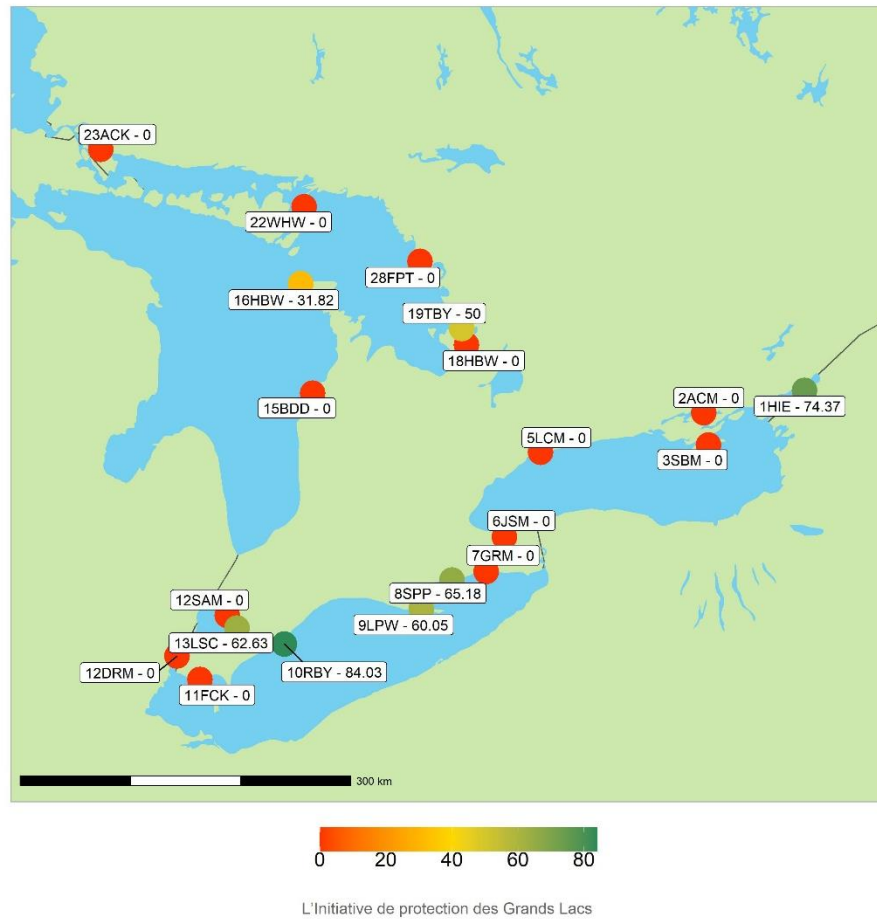 23ACK - 0
22WHW - 0
28FPT - 0
16HBW - 31.82
19TBY - 50
18HBW - 0
15BDD - 0
2ACM - 0
1HIE - 74.37
5LCM - 0
3SBM - 0
6JSM - 0
7GRM - 0
8SPP - 65.18
12SAM - 0
9LPW - 60.05
13LSC - 62.63
12DRM - 0
10RBY - 84.03
11FCK - 0
300 km
0 20 40 60 80
L'Initiative de protection des Grands Lacs